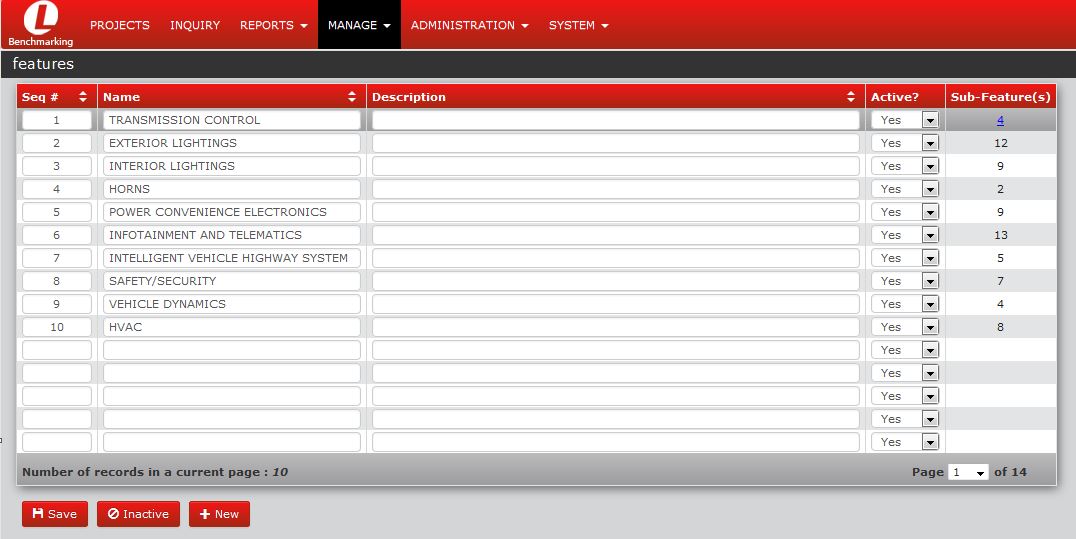 L
Benchmarking
PROJECTS INQUIRY REPORTS MANAGE ADMINISTRATION SYSTEM
features
Seq # Name Description Active? Sub-Feature(s)
1 TRANSMISSION CONTROL Yes 4
2 EXTERIOR LIGHTINGS Yes 12
3 INTERIOR LIGHTINGS Yes 9
4 HORNS Yes 2
5 POWER CONVENIENCE ELECTRONICS Yes 9
6 INFOTAINMENT AND TELEMATICS Yes 13
7 INTELLIGENT VEHICLE HIGHWAY SYSTEM Yes 5
8 SAFETY/SECURITY Yes 7
9 VEHICLE DYNAMICS Yes 4
10 HVAC Yes 8
Yes
Yes
Yes
Yes
Yes
Number of records in a current page : 10 Page 1 of 14
Save Inactive New